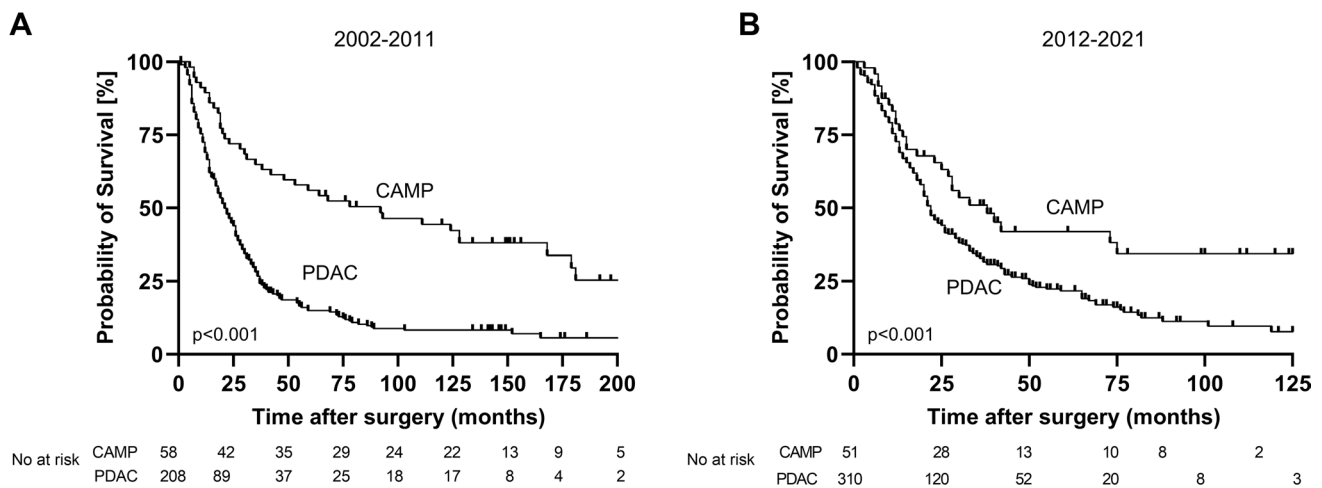 A
2002-2011
Probability of Survival [%]
100
75
50
25
0
CAMP
PDAC
p<0.001
0 25 50 75 100 125 150 175 200
Time after surgery (months)
No at risk
CAMP 58 42 35 29 24 22 13 9 5
PDAC 208 89 37 25 18 17 8 4 2
B
2012-2021
Probability of Survival [%]
100
75
50
25
0
CAMP
PDAC
p<0.001
0 25 50 75 100 125
Time after surgery (months)
No at risk
CAMP 51 28 13 10 8 2
PDAC 310 120 52 20 8 3